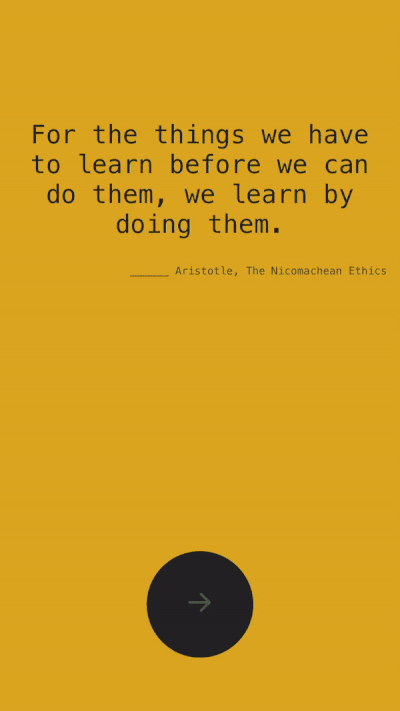 For the things we have
to learn before we can
do them, we learn by
doing them.
______ Aristotle, The Nicomachean Ethics